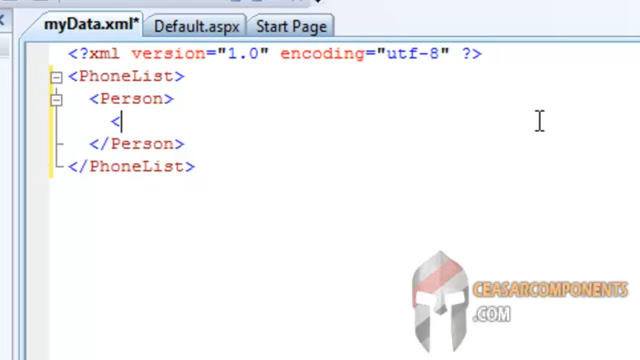 myData.xml* Default.aspx Start Page
<?xml version="1.0" encoding="utf-8" ?>
<PhoneList>
<Person>
<
</Person>
</PhoneList>
CEASARCOMPONENTS
.COM